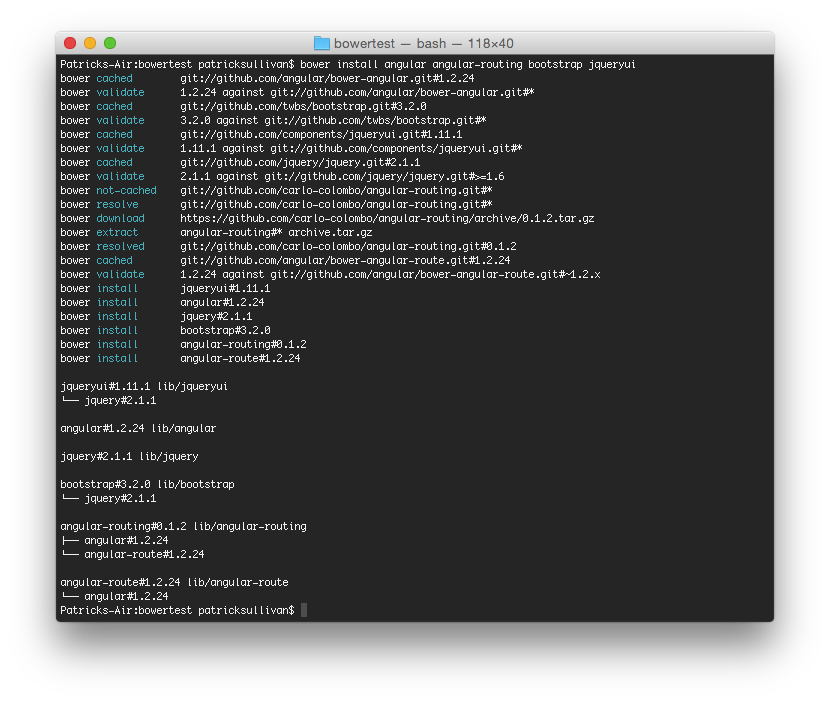 bowertest — bash — 118×40
Patricks-Air:bowertest patricksullivan$ bower install angular angular-routing bootstrap jqueryui
bower cached        git://github.com/angular/bower-angular.git#1.2.24
bower validate      1.2.24 against git://github.com/angular/bower-angular.git#*
bower cached        git://github.com/twbs/bootstrap.git#3.2.0
bower validate      3.2.0 against git://github.com/twbs/bootstrap.git#*
bower cached        git://github.com/components/jqueryui.git#1.11.1
bower validate      1.11.1 against git://github.com/components/jqueryui.git#*
bower cached        git://github.com/jquery/jquery.git#2.1.1
bower validate      2.1.1 against git://github.com/jquery/jquery.git#>=1.6
bower not-cached    git://github.com/carlo-colombo/angular-routing.git#*
bower resolve       git://github.com/carlo-colombo/angular-routing.git#*
bower download      https://github.com/carlo-colombo/angular-routing/archive/0.1.2.tar.gz
bower extract       angular-routing#* archive.tar.gz
bower resolved      git://github.com/carlo-colombo/angular-routing.git#0.1.2
bower cached        git://github.com/angular/bower-angular-route.git#1.2.24
bower validate      1.2.24 against git://github.com/angular/bower-angular-route.git#~1.2.x
bower install       jqueryui#1.11.1
bower install       angular#1.2.24
bower install       jquery#2.1.1
bower install       bootstrap#3.2.0
bower install       angular-routing#0.1.2
bower install       angular-route#1.2.24
jqueryui#1.11.1 lib/jqueryui
└── jquery#2.1.1
angular#1.2.24 lib/angular
jquery#2.1.1 lib/jquery
bootstrap#3.2.0 lib/bootstrap
└── jquery#2.1.1
angular-routing#0.1.2 lib/angular-routing
├── angular#1.2.24
└── angular-route#1.2.24
angular-route#1.2.24 lib/angular-route
└── angular#1.2.24
Patricks-Air:bowertest patricksullivan$